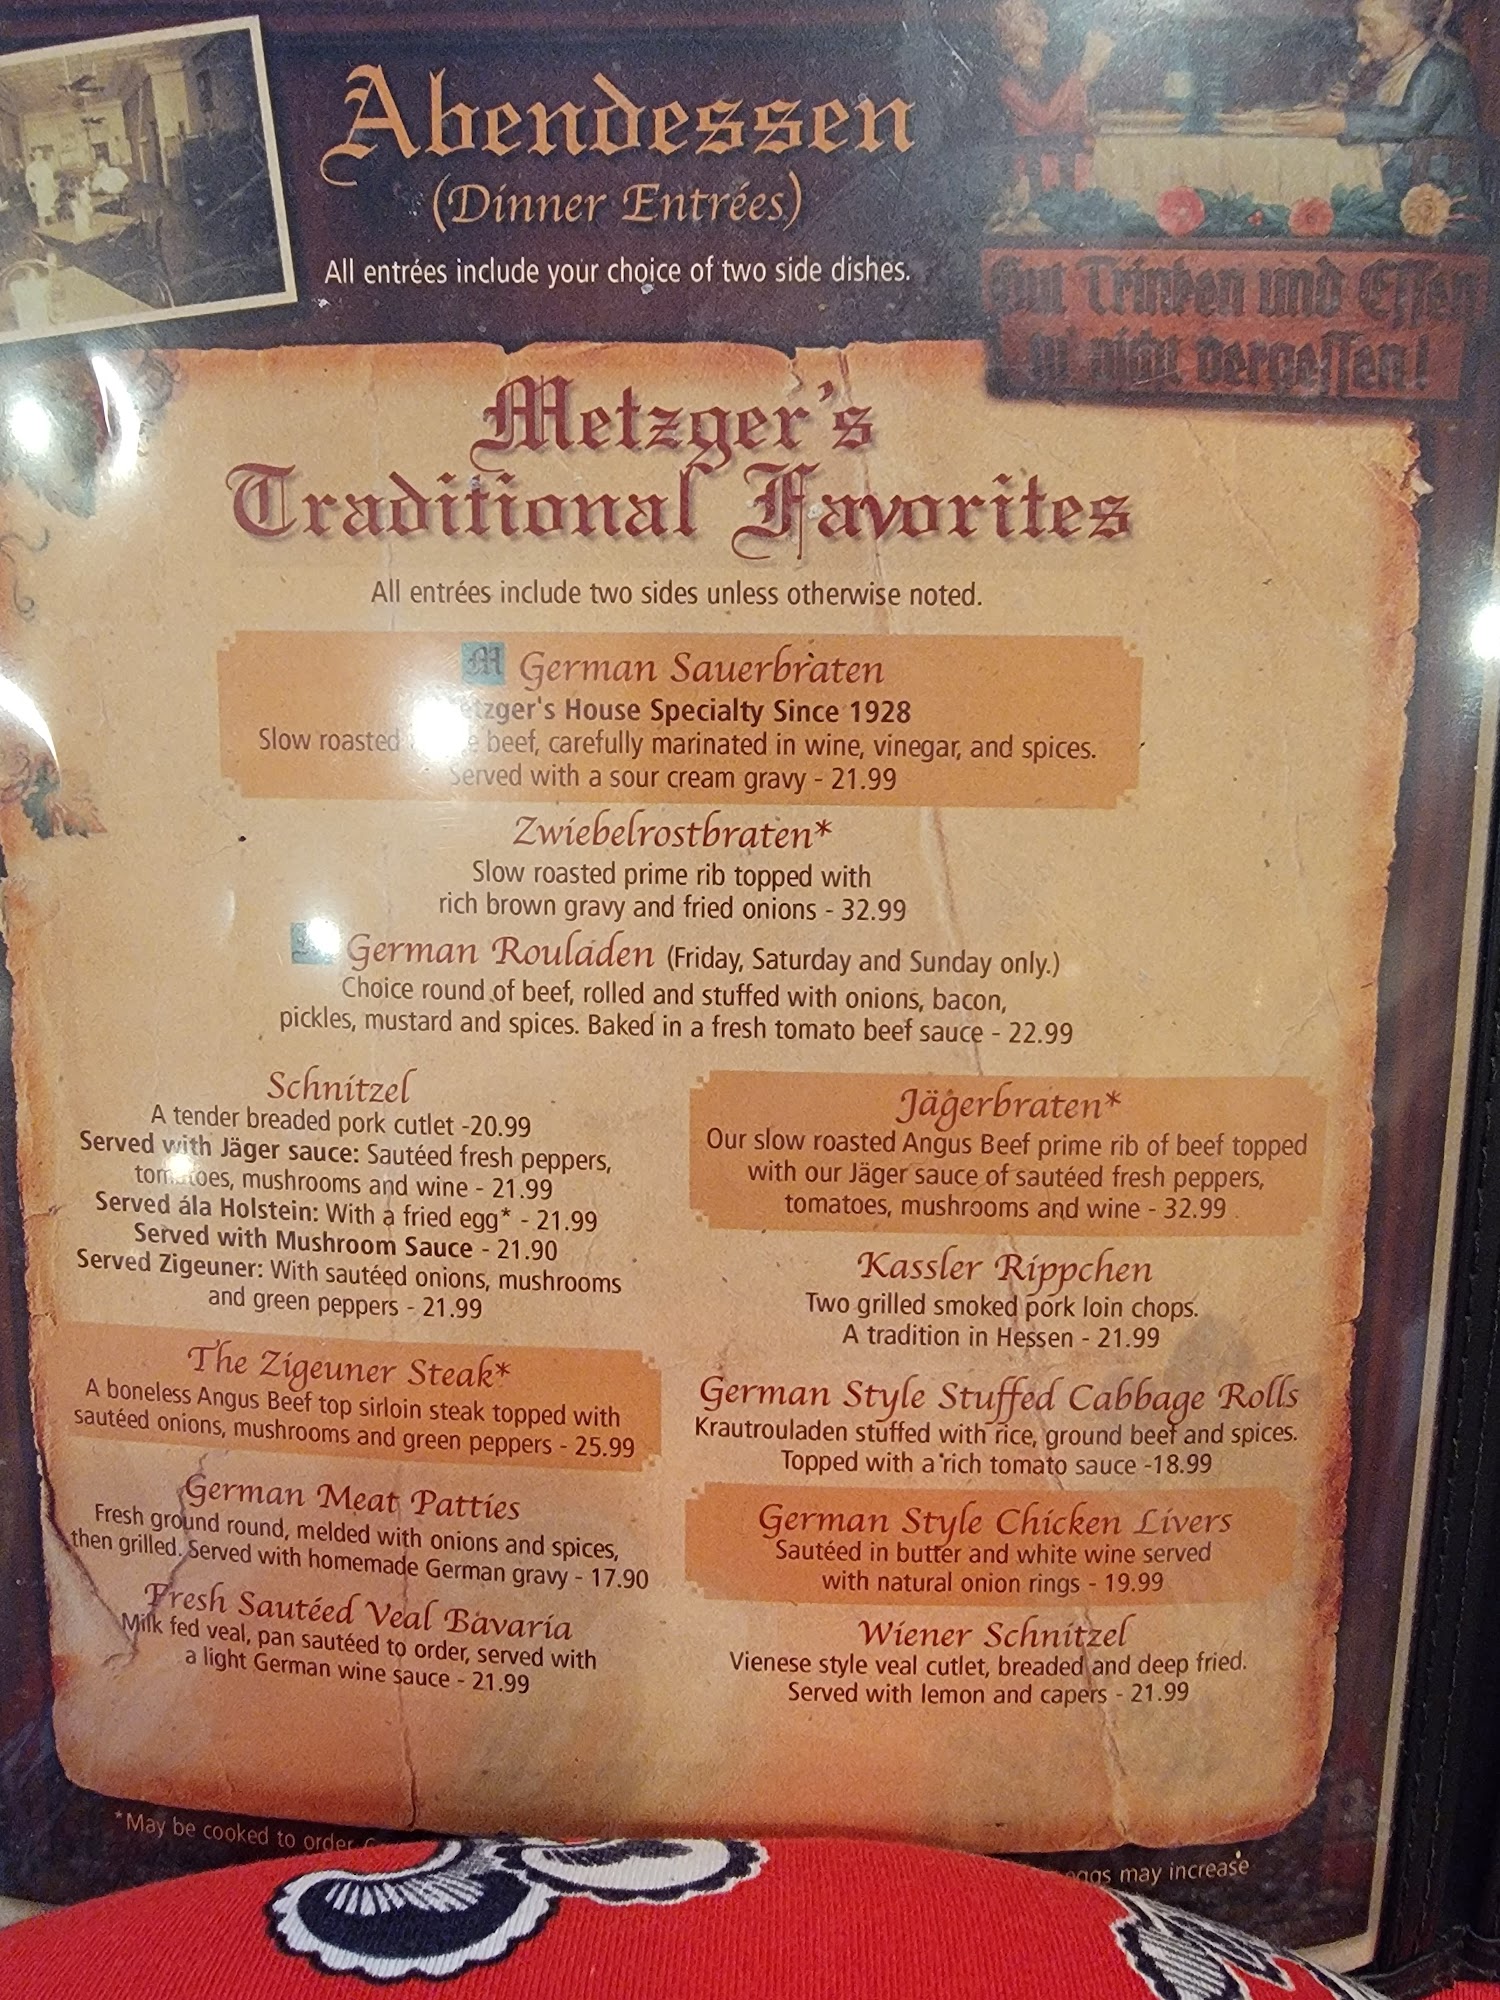 Abendessen
(Dinner Entrées)
All entrées include your choice of two side dishes.
Gut Trinken und Essen
nicht vergessen!
Metzger's
Traditional Favorites
All entrées include two sides unless otherwise noted.
M German Sauerbraten
Metzger's House Specialty Since 1928
Slow roasted beef, carefully marinated in wine, vinegar, and spices.
Served with a sour cream gravy - 21.99
Zwiebelrostbraten*
Slow roasted prime rib topped with
rich brown gravy and fried onions - 32.99
German Rouladen (Friday, Saturday and Sunday only.)
Choice round of beef, rolled and stuffed with onions, bacon,
pickles, mustard and spices. Baked in a fresh tomato beef sauce - 22.99
Schnitzel
A tender breaded pork cutlet -20.99
Served with Jäger sauce: Sautéed fresh peppers,
tomatoes, mushrooms and wine - 21.99
Served ála Holstein: With a fried egg* - 21.99
Served with Mushroom Sauce - 21.90
Served Zigeuner: With sautéed onions, mushrooms
and green peppers - 21.99
The Zigeuner Steak*
A boneless Angus Beef top sirloin steak topped with
sautéed onions, mushrooms and green peppers - 25.99
German Meat Patties
Fresh ground round, melded with onions and spices,
then grilled. Served with homemade German gravy - 17.90
Fresh Sautéed Veal Bavaria
Milk fed veal, pan sautéed to order, served with
a light German wine sauce - 21.99
Jägerbraten*
Our slow roasted Angus Beef prime rib of beef topped
with our Jäger sauce of sautéed fresh peppers,
tomatoes, mushrooms and wine - 32.99
Kassler Rippchen
Two grilled smoked pork loin chops.
A tradition in Hessen - 21.99
German Style Stuffed Cabbage Rolls
Krautrouladen stuffed with rice, ground beef and spices.
Topped with a rich tomato sauce -18.99
German Style Chicken Livers
Sautéed in butter and white wine served
with natural onion rings - 19.99
Wiener Schnitzel
Vienese style veal cutlet, breaded and deep fried.
Served with lemon and capers - 21.99
*May be cooked to order. eggs may increase